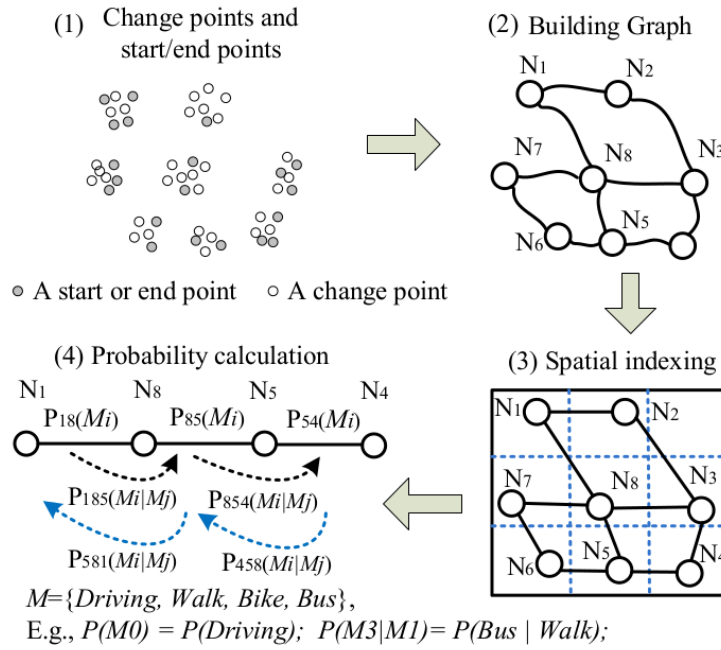 (1) Change points and
start/end points
(2) Building Graph
N1
N2
N7
N8
N3
N6
N5
A start or end point
A change point
(4) Probability calculation
(3) Spatial indexing
N1
N8
N5
N4
P18(Mi)
P85(Mi)
P54(Mi)
P185(Mi|Mj)
P854(Mi|Mj)
P581(Mi|Mj)
P458(Mi|Mj)
N1
N2
N7
N8
N3
N6
N5
N4
M={Driving, Walk, Bike, Bus},
E.g., P(M0) = P(Driving); P(M3|M1)= P(Bus | Walk);